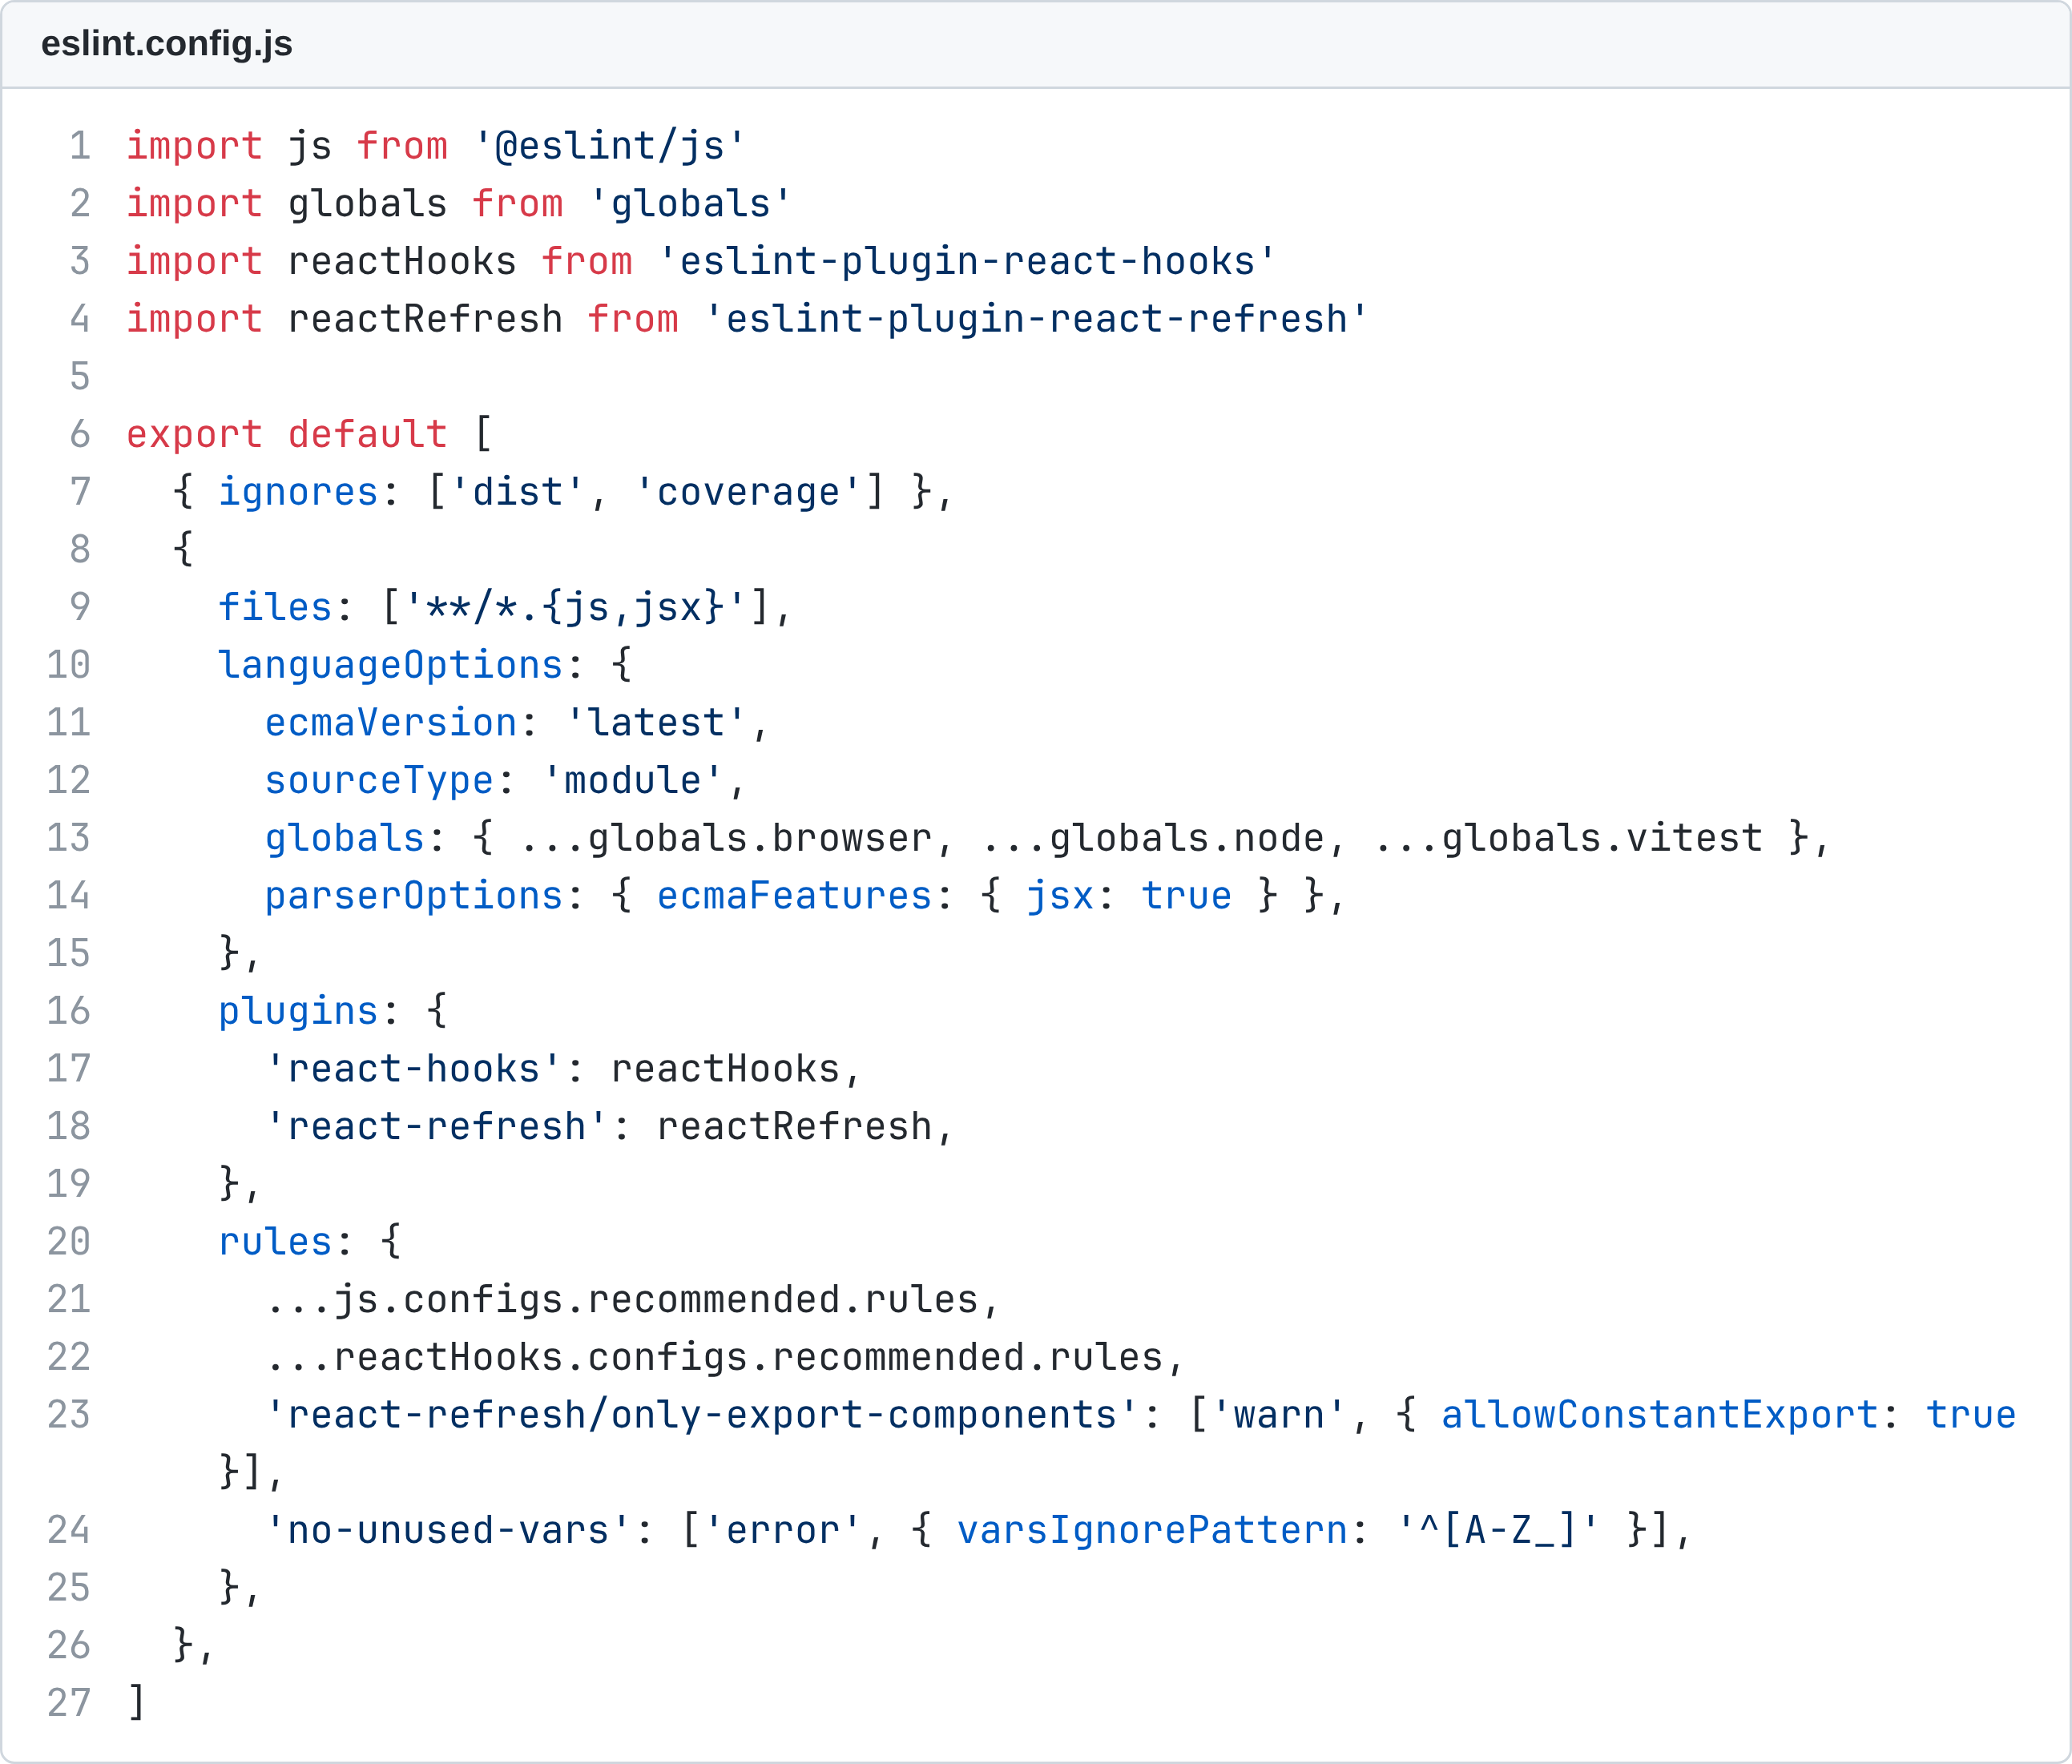 eslint.config.js
1 import js from '@eslint/js'
2 import globals from 'globals'
3 import reactHooks from 'eslint-plugin-react-hooks'
4 import reactRefresh from 'eslint-plugin-react-refresh'
5
6 export default [
7   { ignores: ['dist', 'coverage'] },
8   {
9     files: ['**/*.{js,jsx}'],
10     languageOptions: {
11       ecmaVersion: 'latest',
12       sourceType: 'module',
13       globals: { ...globals.browser, ...globals.node, ...globals.vitest },
14       parserOptions: { ecmaFeatures: { jsx: true } },
15     },
16     plugins: {
17       'react-hooks': reactHooks,
18       'react-refresh': reactRefresh,
19     },
20     rules: {
21       ...js.configs.recommended.rules,
22       ...reactHooks.configs.recommended.rules,
23       'react-refresh/only-export-components': ['warn', { allowConstantExport: true
     }],
24       'no-unused-vars': ['error', { varsIgnorePattern: '^[A-Z_]' }],
25     },
26   },
27 ]